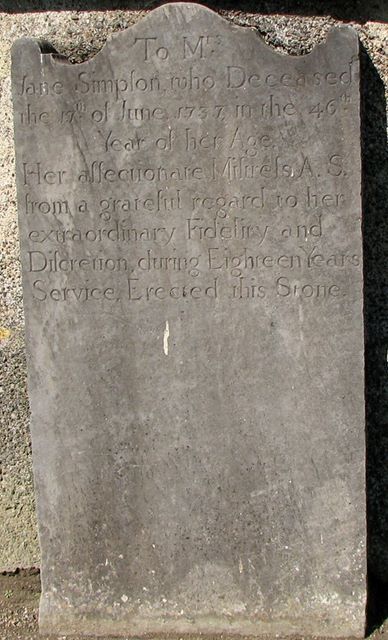 To Mrs
Jane Simpson, who Deceased
the 17th of June 1737, in the 46th
Year of her Age.
Her affectionate Mistress, A. S.
from a grateful regard to her
extraordinary Fidelity and
Discretion, during Eighteen Years
Service, Erected this Stone.